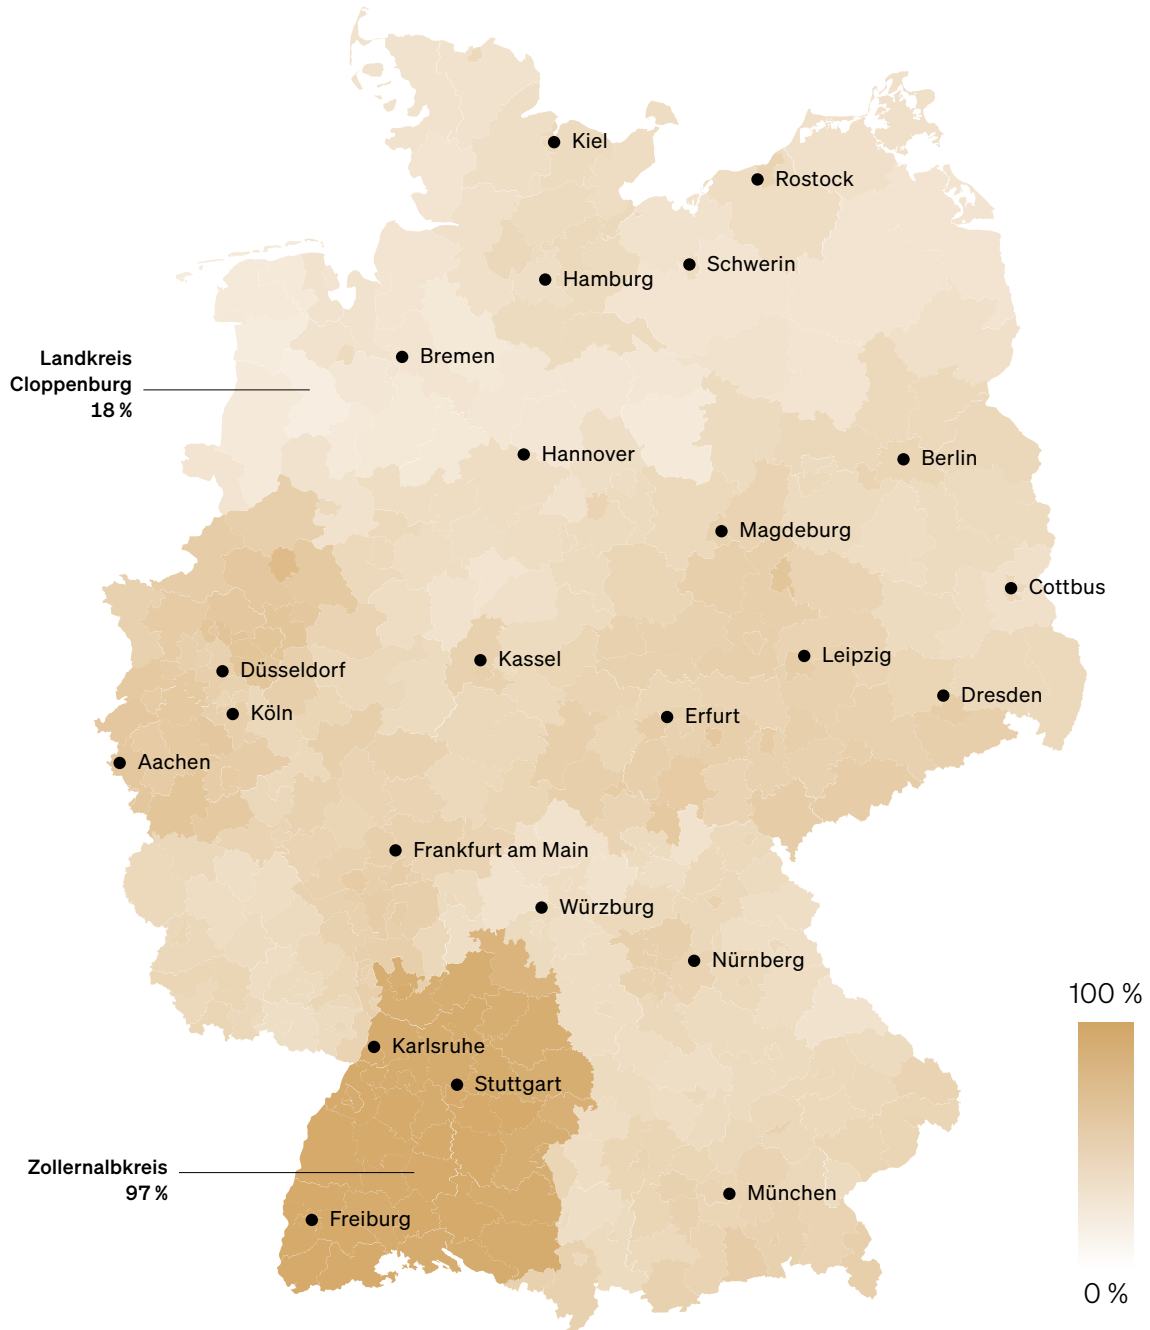 Kiel
Rostock
Schwerin
Hamburg
Bremen
Landkreis
Cloppenburg
18 %
Hannover
Berlin
Magdeburg
Cottbus
Düsseldorf
Kassel
Leipzig
Köln
Dresden
Erfurt
Aachen
Frankfurt am Main
Würzburg
Nürnberg
100 %
Karlsruhe
Stuttgart
Zollernalbkreis
97 %
München
Freiburg
0 %